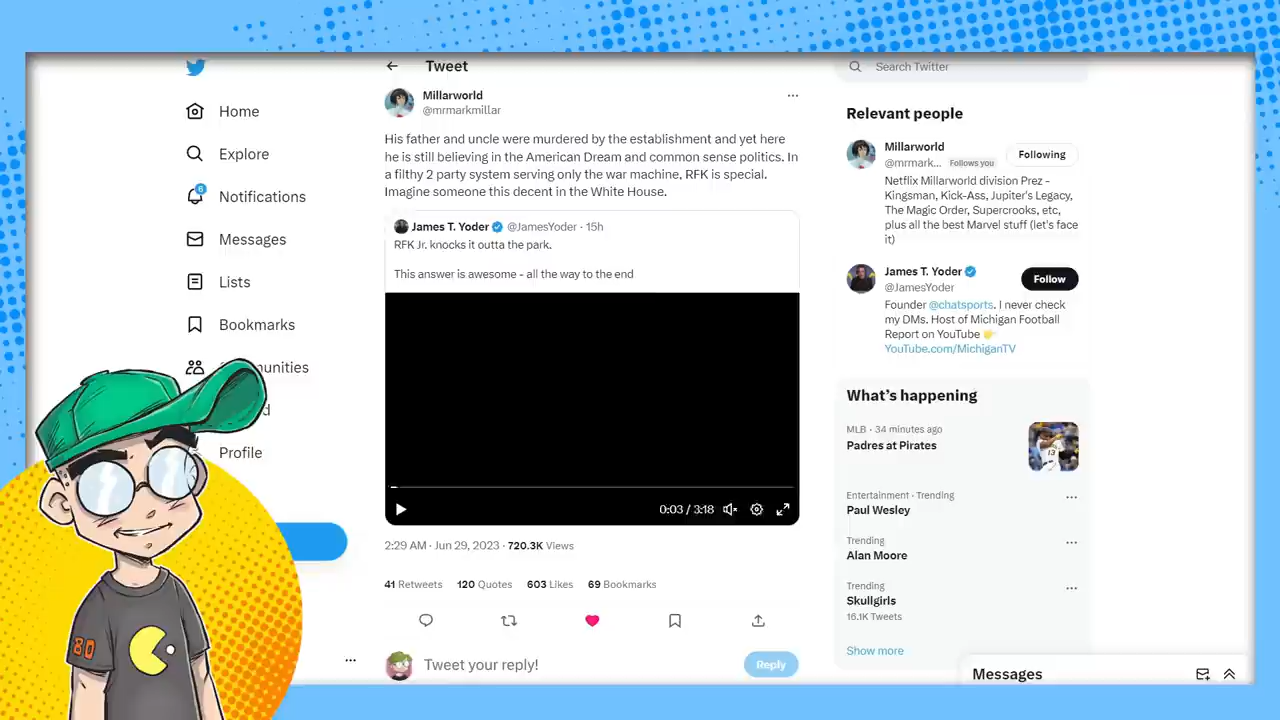 Home
Explore
6
Notifications
Messages
Lists
Bookmarks
Profile
80
Tweet
Millarworld
@mrmarkmillar
His father and uncle were murdered by the establishment and yet here
he is still believing in the American Dream and common sense politics. In
a filthy 2 party system serving only the war machine, RFK is special.
Imagine someone this decent in the White House.
James T. Yoder @JamesYoder · 15h
RFK Jr. knocks it outta the park.
This answer is awesome - all the way to the end
0:03 / 3:18
2:29 AM · Jun 29, 2023 · 720.3K Views
41 Retweets 120 Quotes 603 Likes 69 Bookmarks
Tweet your reply!
Reply
Search Twitter
Relevant people
Millarworld
@mrmark... Follows you
Following
Netflix Millarworld division Prez -
Kingsman, Kick-Ass, Jupiter's Legacy,
The Magic Order, Supercrooks, etc,
plus all the best Marvel stuff (let's face
it)
James T. Yoder
@JamesYoder
Follow
Founder @chatsports. I never check
my DMs. Host of Michigan Football
Report on YouTube 👉
YouTube.com/MichiganTV
What's happening
MLB · 34 minutes ago
Padres at Pirates
13
Entertainment · Trending
Paul Wesley
Trending
Alan Moore
Trending
Skullgirls
16.1K Tweets
Show more
Messages